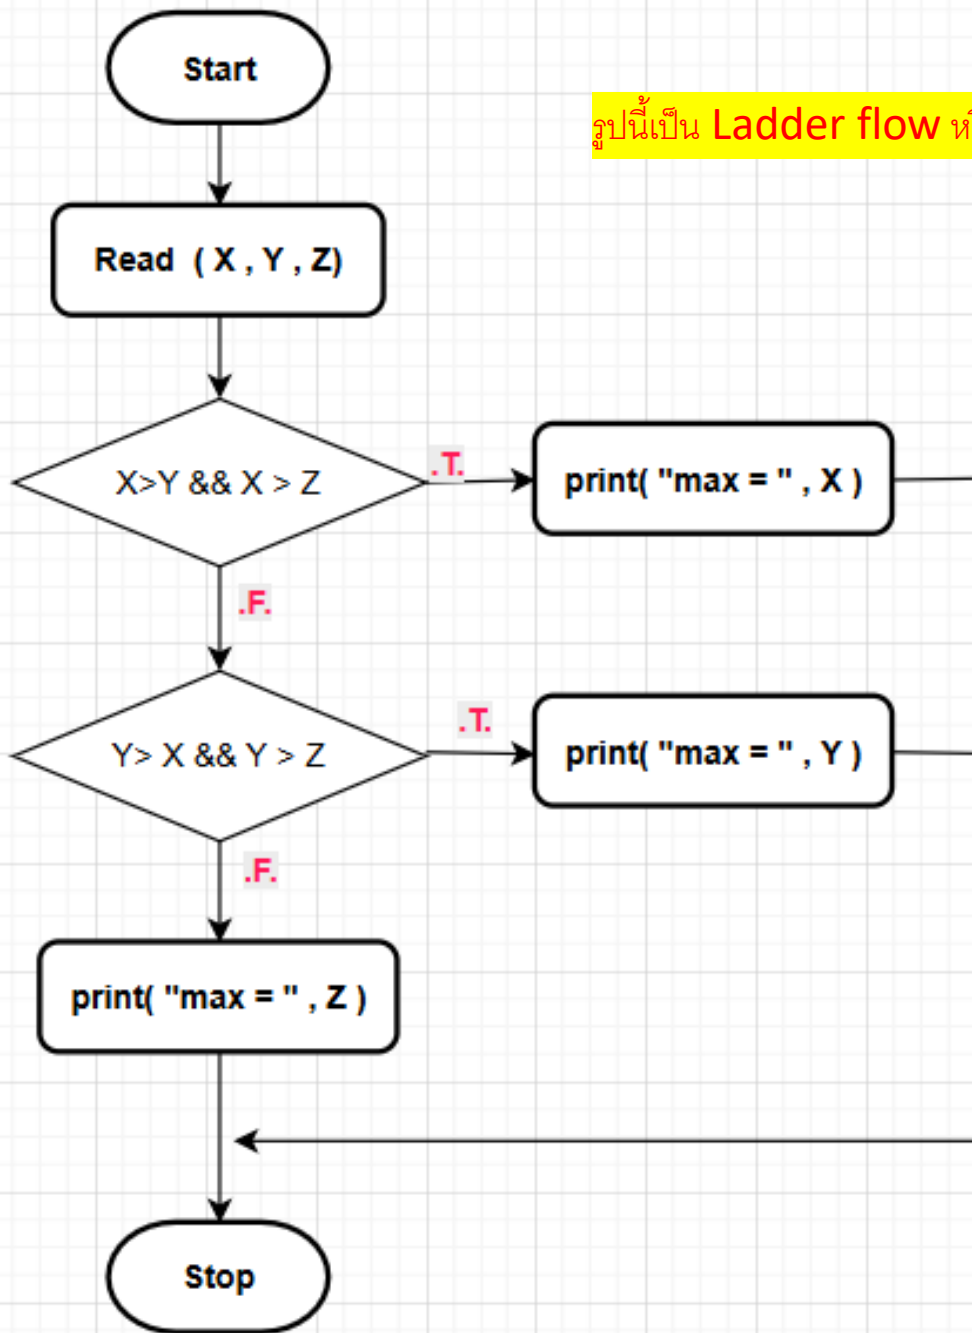 Start
รูปนี้เป็น Ladder flow
Read ( X , Y , Z)
X>Y && X > Z
.T.
print( "max = " , X )
.F.
Y> X && Y > Z
.T.
print( "max = " , Y )
.F.
print( "max = " , Z )
Stop